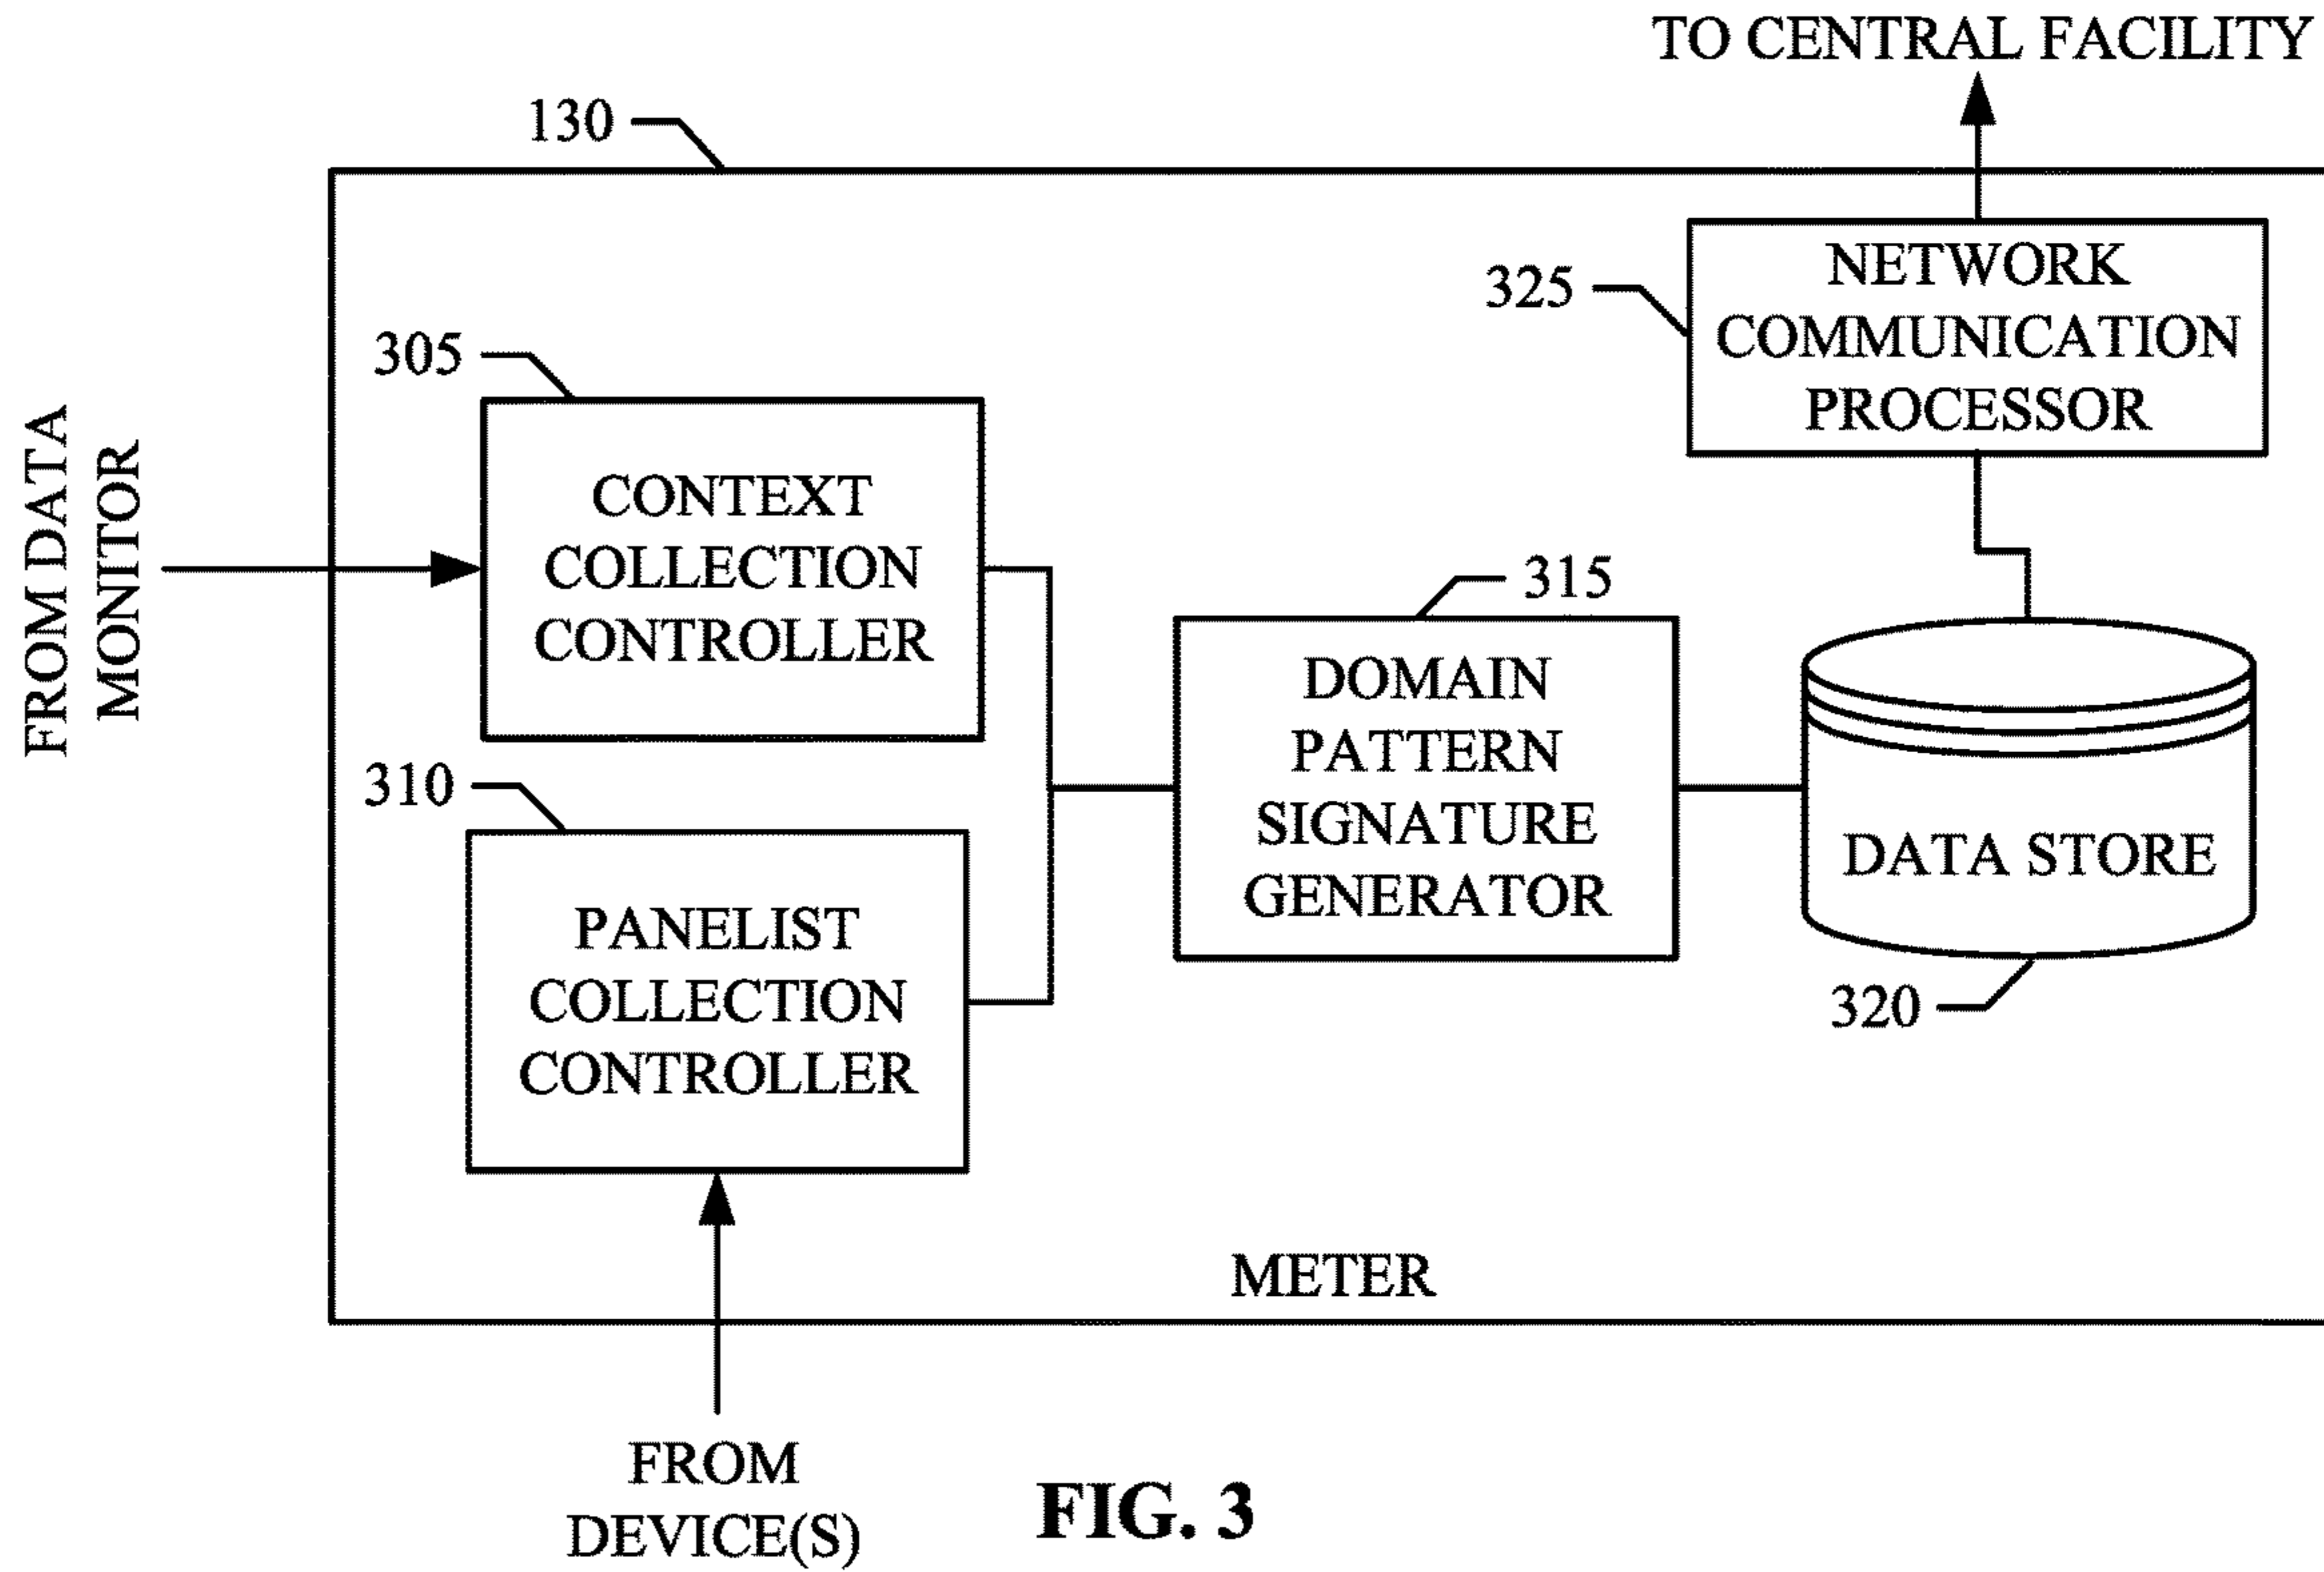 TO CENTRAL FACILITY
130
325
NETWORK
COMMUNICATION
PROCESSOR
305
FROM DATA
MONITOR
CONTEXT
COLLECTION
CONTROLLER
315
DOMAIN
PATTERN
SIGNATURE
GENERATOR
DATA STORE
320
310
PANELIST
COLLECTION
CONTROLLER
METER
FROM
DEVICE(S)
FIG. 3